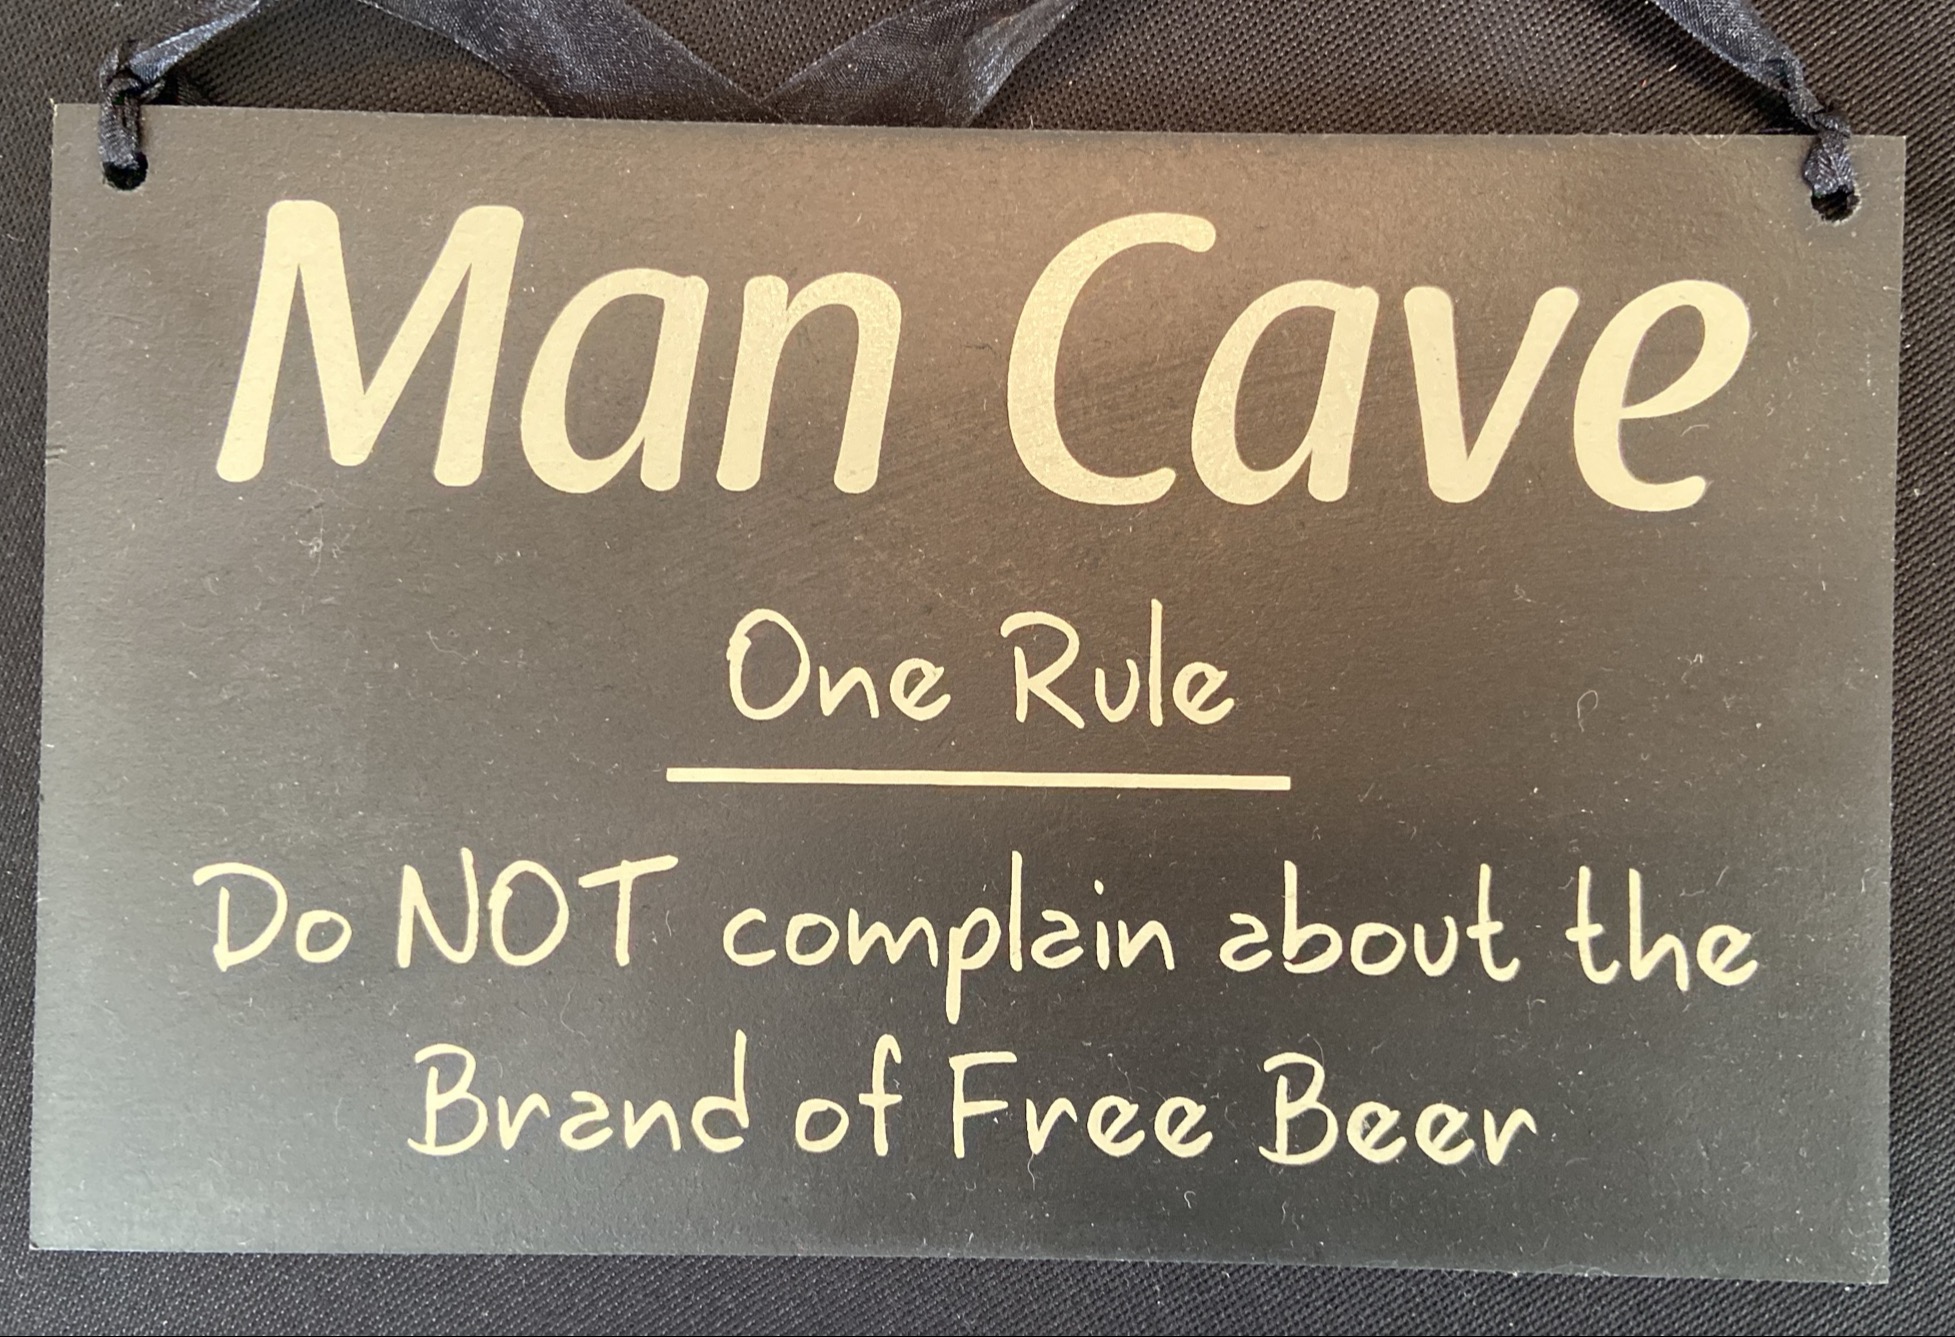 Man Cave
One Rule
Do NOT complain about the
Brand of Free Beer